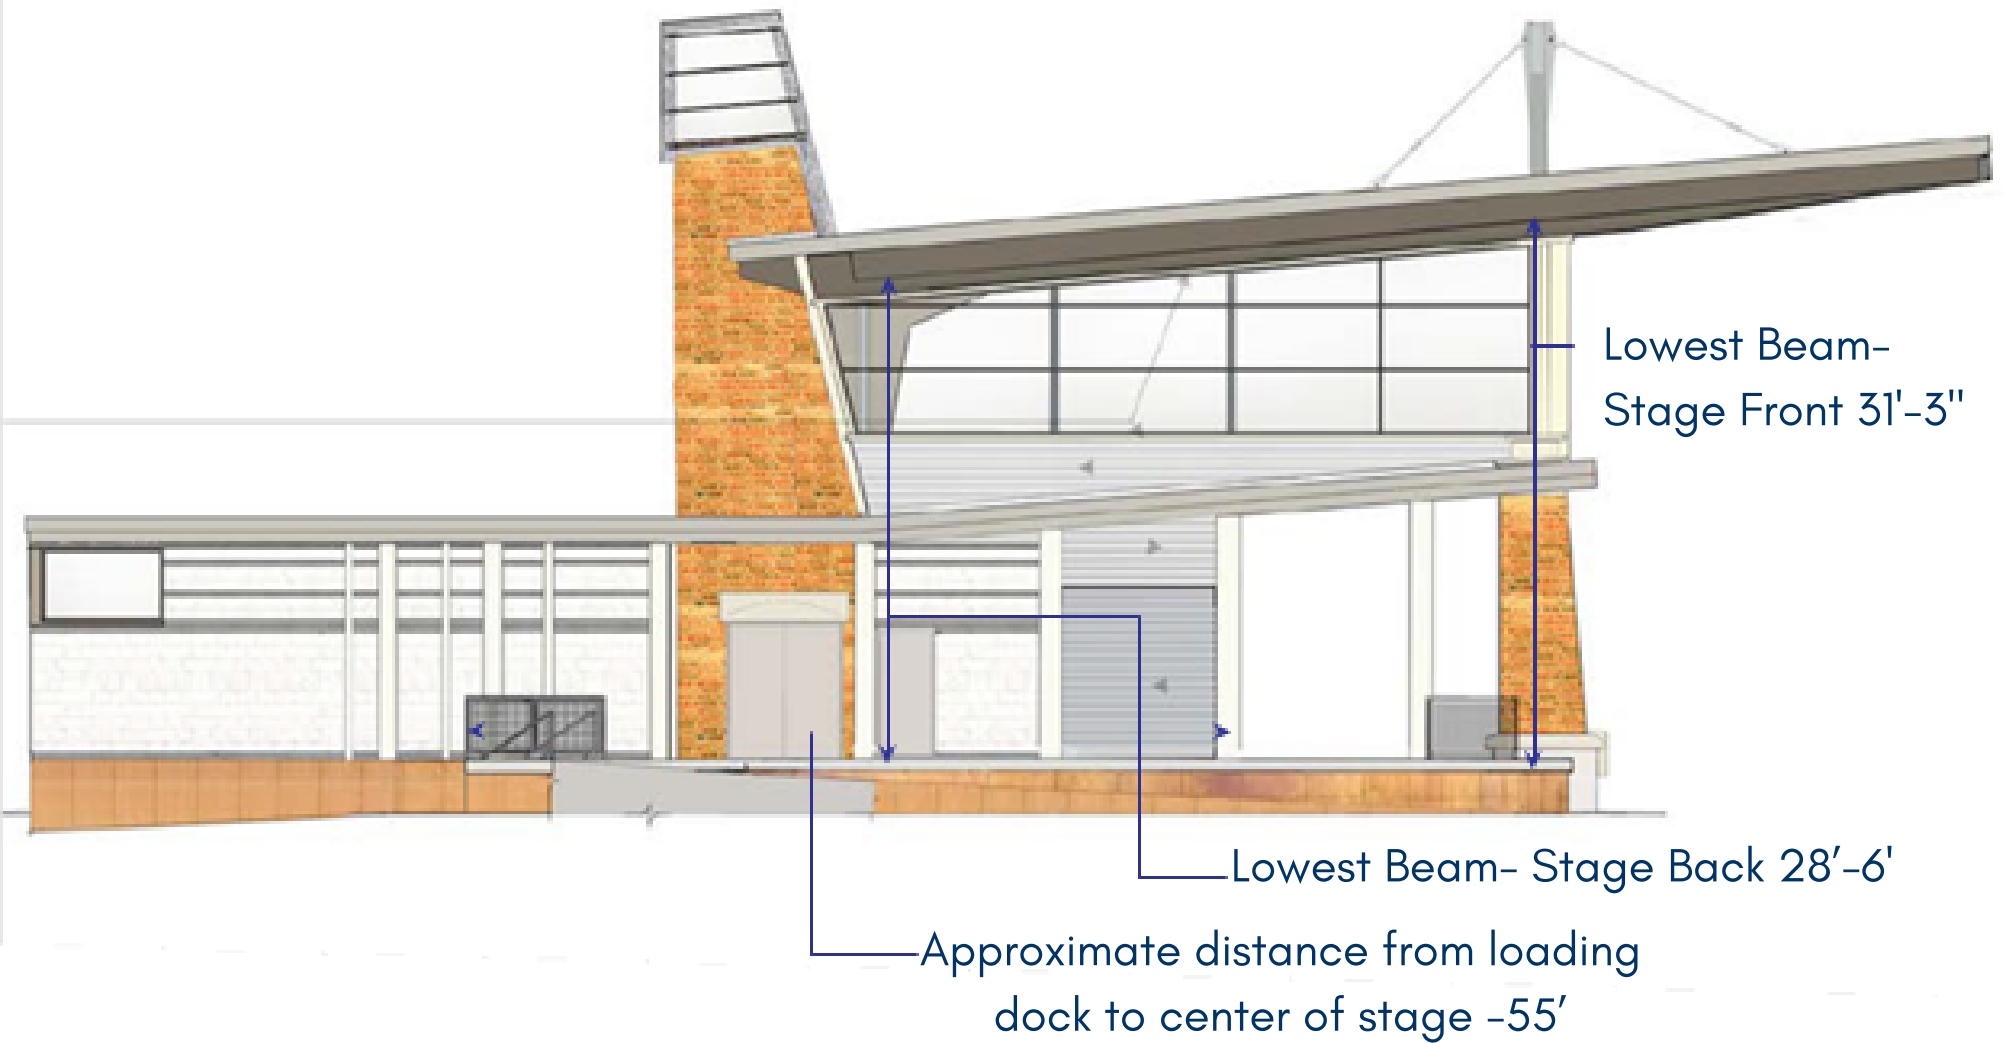 Lowest Beam-
Stage Front 31'-3"
Lowest Beam- Stage Back 28’-6'
Approximate distance from loading
dock to center of stage -55’